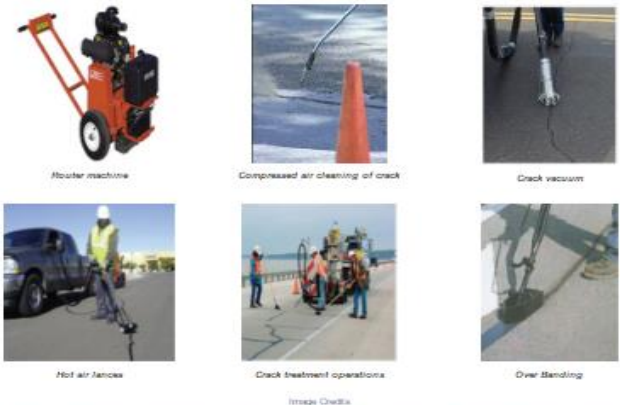 Router machine
Compressed air cleaning of crack
Crack vacuum
Hot air lances
Crack treatment operations
Over Banding
Image Credits